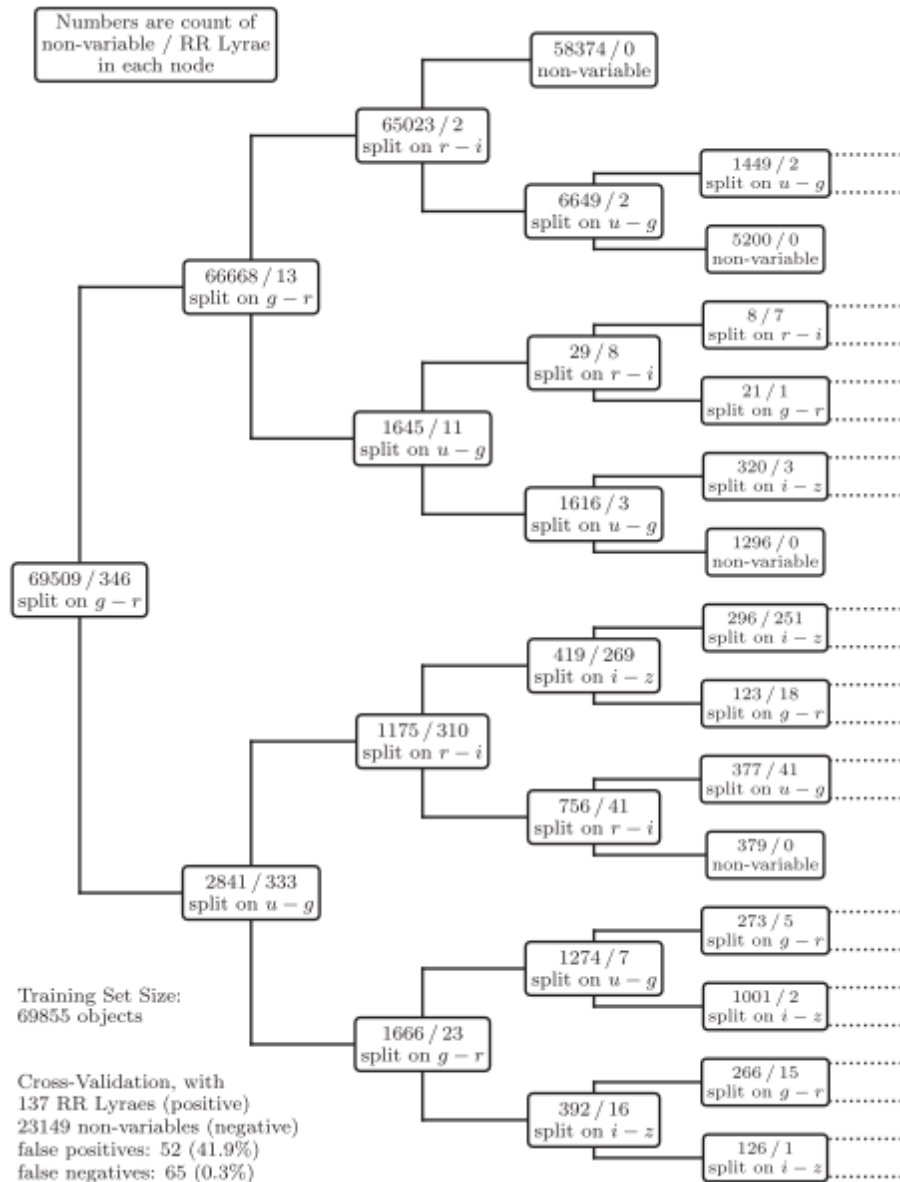 Numbers are count of
non-variable / RR Lyrae
in each node
58374 / 0
non-variable
65023 / 2
split on r − i
1449 / 2
split on u − g
6649 / 2
split on u − g
5200 / 0
non-variable
66668 / 13
split on g − r
8 / 7
split on r − i
29 / 8
split on r − i
21 / 1
split on g − r
1645 / 11
split on u − g
320 / 3
split on i − z
1616 / 3
split on u − g
1296 / 0
non-variable
69509 / 346
split on g − r
296 / 251
split on i − z
419 / 269
split on i − z
123 / 18
split on g − r
1175 / 310
split on r − i
377 / 41
split on u − g
756 / 41
split on r − i
379 / 0
non-variable
2841 / 333
split on u − g
273 / 5
split on g − r
1274 / 7
split on u − g
1001 / 2
split on i − z
1666 / 23
split on g − r
266 / 15
split on g − r
392 / 16
split on i − z
126 / 1
split on i − z
Training Set Size:
69855 objects
Cross-Validation, with
137 RR Lyraes (positive)
23149 non-variables (negative)
false positives: 52 (41.9%)
false negatives: 65 (0.3%)